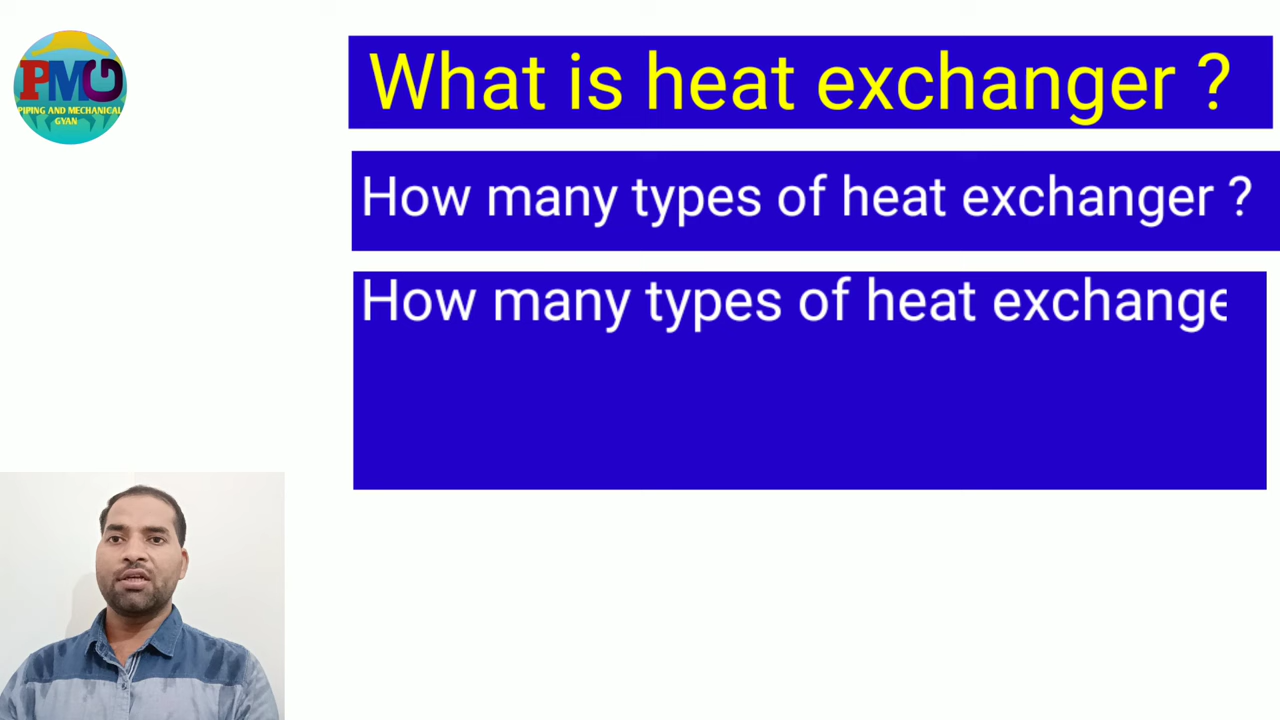 PMG
PIPING AND MECHANICAL
GYAN
What is heat exchanger ?
How many types of heat exchanger ?
How many types of heat exchange